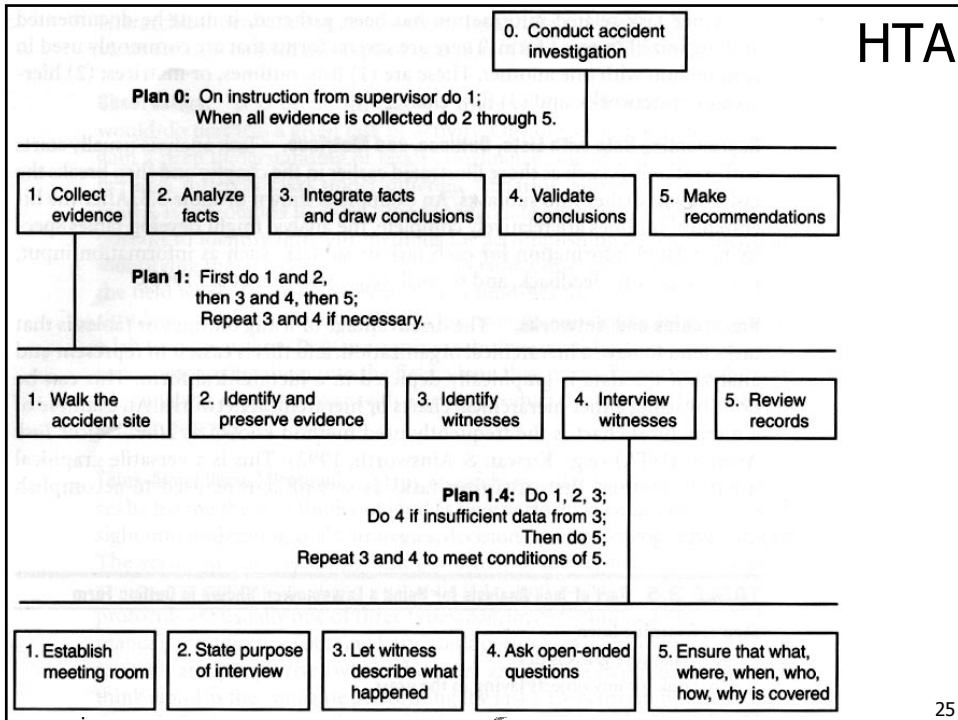 HTA
0. Conduct accident
investigation
Plan 0: On instruction from supervisor do 1;
When all evidence is collected do 2 through 5.
1. Collect
evidence
2. Analyze
facts
3. Integrate data
and draw conclusions
4. Validate
conclusions
5. Make
recommendations
Plan 1: First do 1 and 2,
then 3 and 4, then 5;
Repeat 3 and 4 if necessary.
1. Walk the
accident site
2. Identify and
preserve evidence
3. Identify
witnesses
4. Interview
witnesses
5. Review
records
Plan 1.4: Do 1, 2, 3;
Do 4 if insufficient data from 3;
Then do 5;
Repeat 3 and 4 to meet conditions of 5.
1. Establish
meeting room
2. State purpose
of interview
3. Let witness
describe what
happened
4. Ask open-ended
questions
5. Ensure that what,
where, when, who,
how, why is covered
25